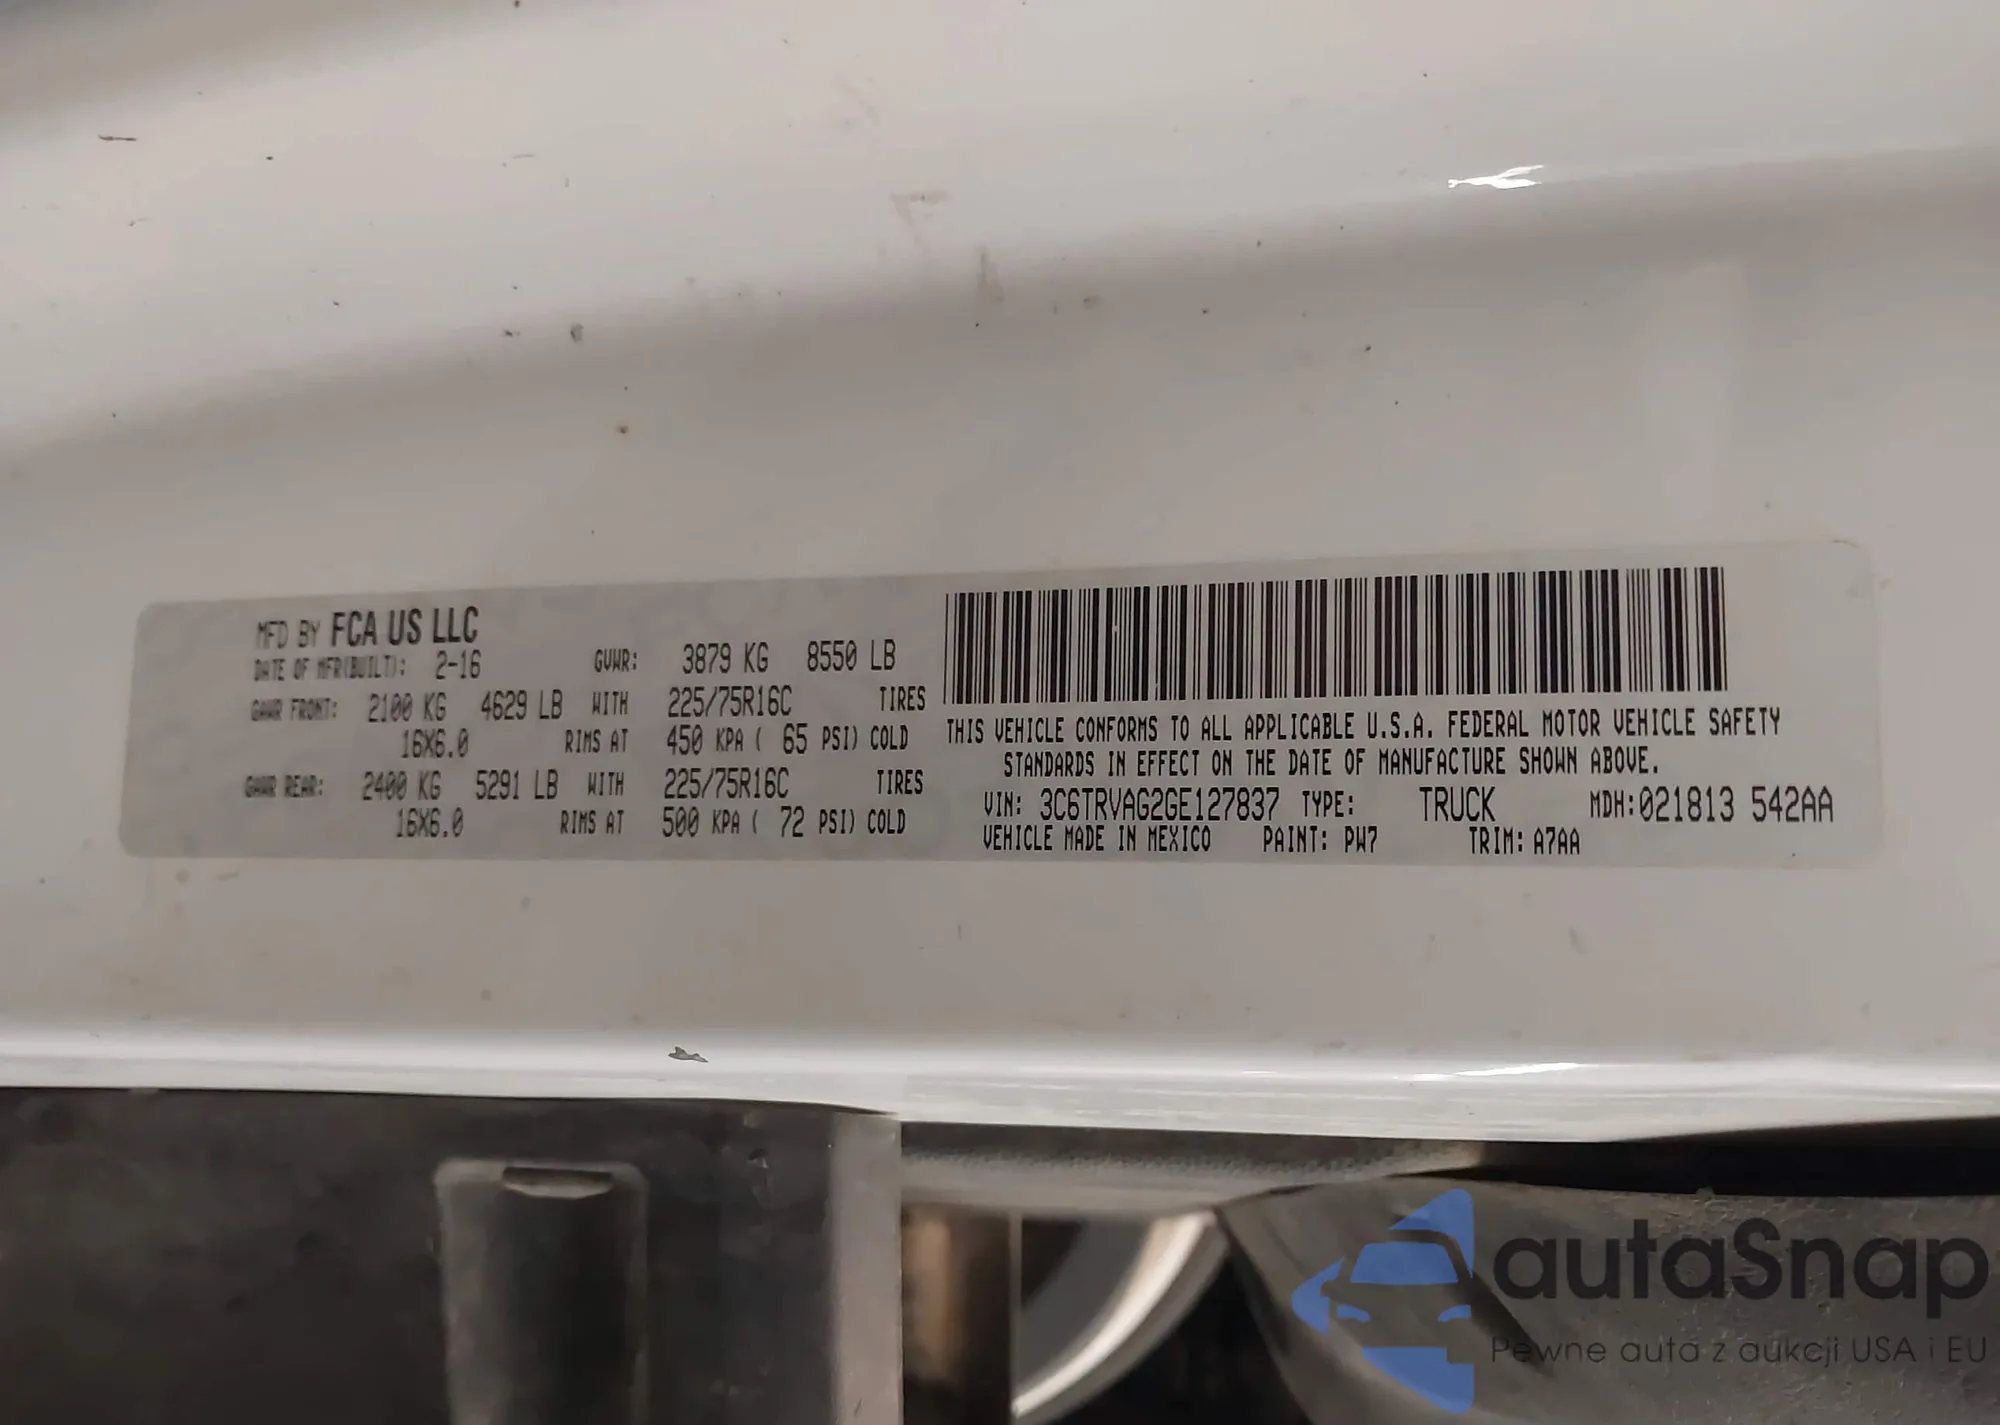 MFD BY FCA US LLC
DATE OF MFR(BUILT): 2-16 GVWR: 3879 KG 8550 LB
GAWR FRONT: 2100 KG 4629 LB WITH 225/75R16C TIRES
16X6.0 RIMS AT 450 KPA ( 65 PSI) COLD
GAWR REAR: 2400 KG 5291 LB WITH 225/75R16C TIRES
16X6.0 RIMS AT 500 KPA ( 72 PSI) COLD
THIS VEHICLE CONFORMS TO ALL APPLICABLE U.S.A. FEDERAL MOTOR VEHICLE SAFETY
STANDARDS IN EFFECT ON THE DATE OF MANUFACTURE SHOWN ABOVE.
VIN: 3C6TRVAG2GE127837 TYPE: TRUCK MDH:021813 542AA
VEHICLE MADE IN MEXICO PAINT: PW7 TRIM: A7AA
autaSnap
Pewne auta z aukcji USA i EU